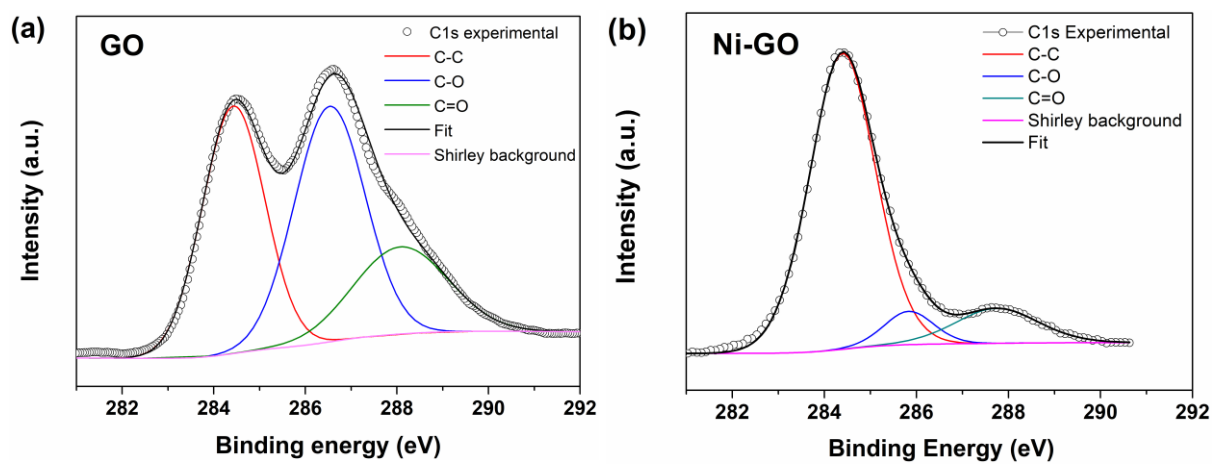 (a)
GO
C1s experimental
C-C
C-O
C=O
Fit
Shirley background
Intensity (a.u.)
282 284 286 288 290 292
Binding energy (eV)
(b)
Ni-GO
C1s Experimental
C-C
C-O
C=O
Shirley background
Fit
Intensity (a.u.)
282 284 286 288 290 292
Binding Energy (eV)